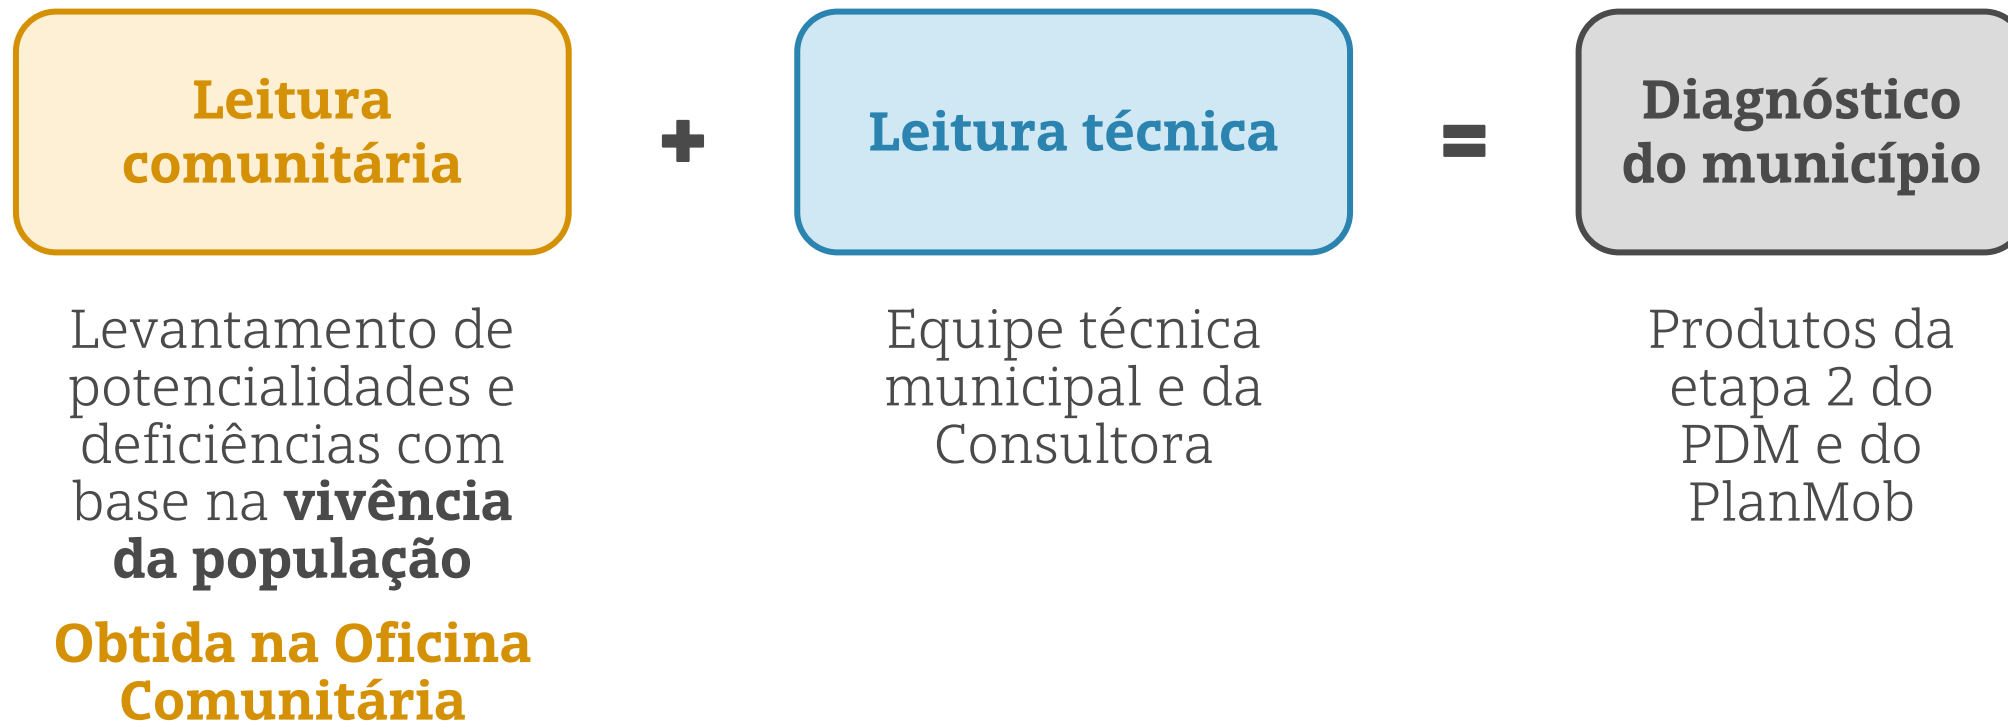 Leitura
comunitária
+
Leitura técnica
=
Diagnóstico
do município
Levantamento de
potencialidades e
deficiências com
base na vivência
da população
Obtida na Oficina
Comunitária
Equipe técnica
municipal e da
Consultora
Produtos da
etapa 2 do
PDM e do
PlanMob